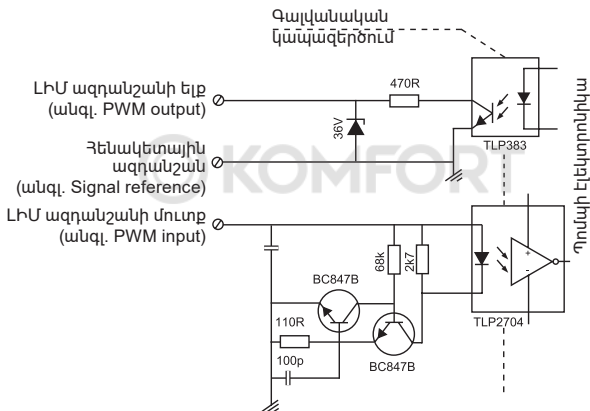 Գալվանական
կապազերծում
ԼԻՄ ազդանշանի ելք
(անգլ. PWM output)
470R
36V
TLP383
Հենակետային
ազդանշան
(անգլ. Signal reference)
KOMFORT
ԼԻՄ ազդանշանի մուտք
(անգլ. PWM input)
Պոմպի էլեկտրոնիկա
68k
2k7
BC847B
+
-
110R
TLP2704
100p
BC847B